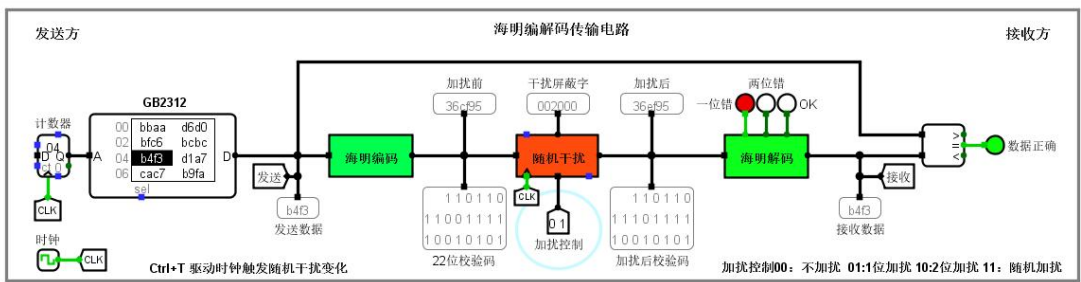 海明编解码传输电路
发送方
接收方
加扰前
干扰屏蔽字
加扰后
两位错
36cf95
002000
36ef95
一位错
OK
GB2312
计数器
04
D Q
ct 0
CLK
A
00 bbaa d6d0
02 bfc6 bcbc
04 b4f3 d1a7
06 cac7 b9fa
sel
D
海明编码
随机干扰
海明解码
>
=
<
数据正确
发送
b4f3
发送数据
110110
11001111
10010101
22位校验码
CLK
01
加扰控制
110110
11101111
10010101
加扰后校验码
接收
b4f3
接收数据
时钟
CLK
Ctrl+T 驱动时钟触发随机干扰变化
加扰控制00：不加扰 01:1位加扰 10:2位加扰 11：随机加扰